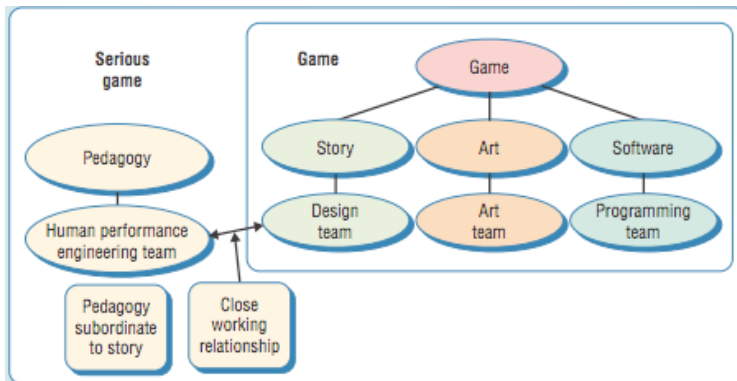 Serious
game
Game
Game
Story
Art
Software
Pedagogy
Design
team
Art
team
Programming
team
Human performance
engineering team
Pedagogy
subordinate
to story
Close
working
relationship